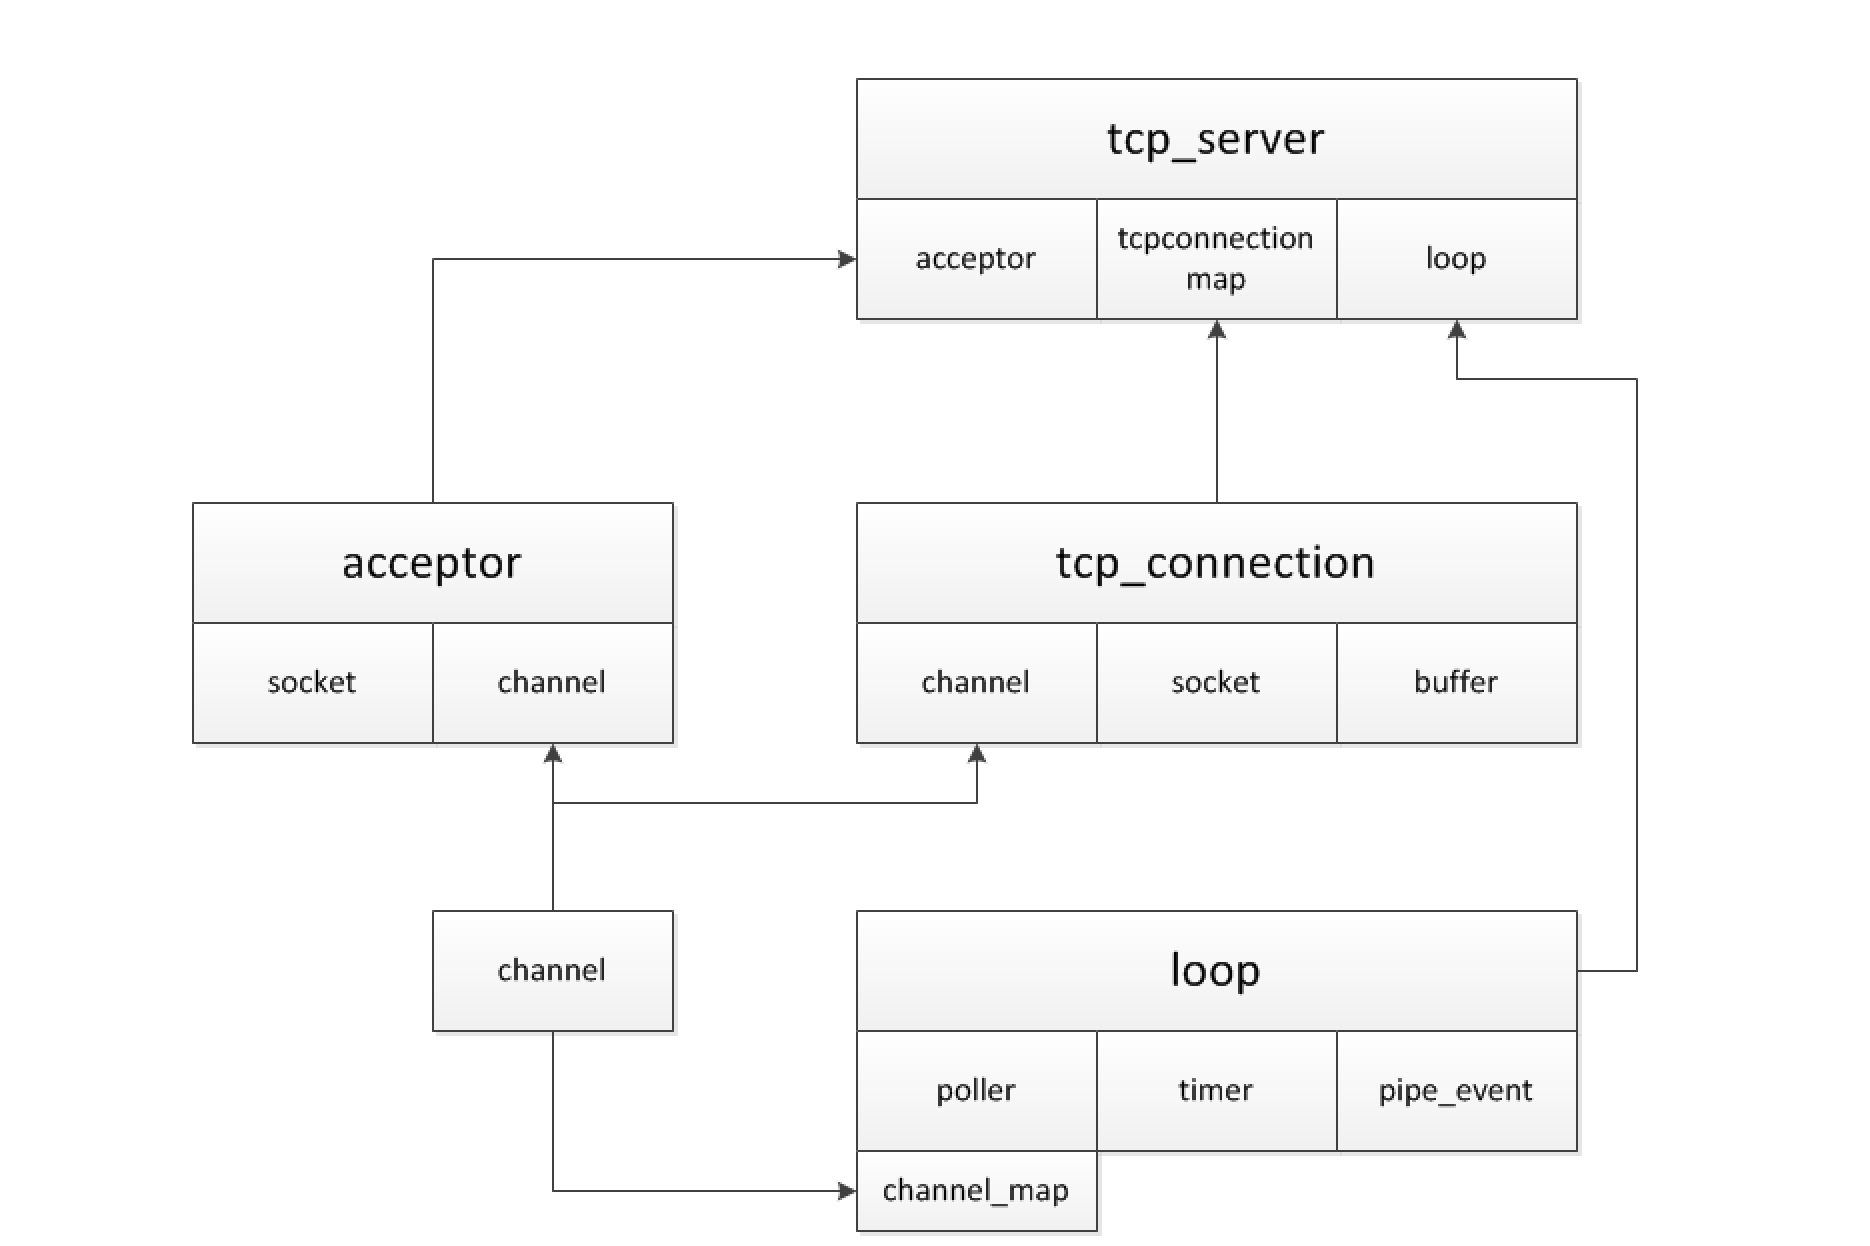 tcp_server
acceptor
tcpconnection
map
loop
acceptor
socket
channel
tcp_connection
channel
socket
buffer
channel
loop
poller
timer
pipe_event
channel_map